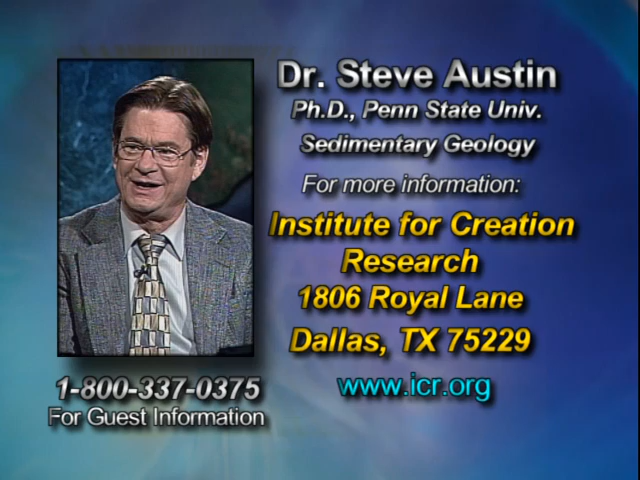 Dr. Steve Austin
Ph.D., Penn State Univ.
Sedimentary Geology
For more information:
Institute for Creation
Research
1806 Royal Lane
Dallas, TX 75229
www.icr.org
1-800-337-0375
For Guest Information